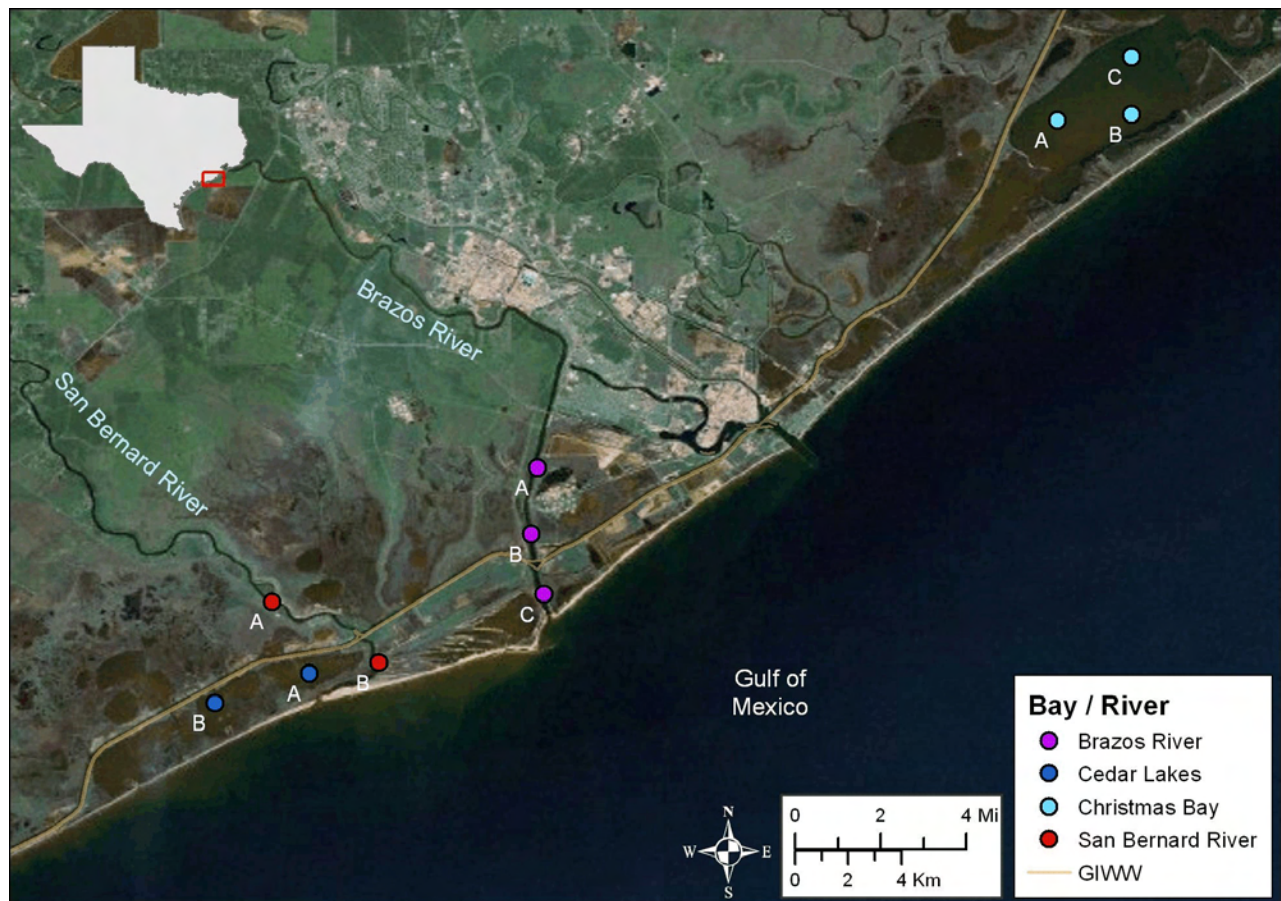 C
A
B
Brazos River
San Bernard River
A
B
C
A
B
A
B
Gulf of
Mexico
Bay / River
Brazos River
Cedar Lakes
Christmas Bay
San Bernard River
GIWW
N
W E
S
0 2 4 Mi
0 2 4 Km